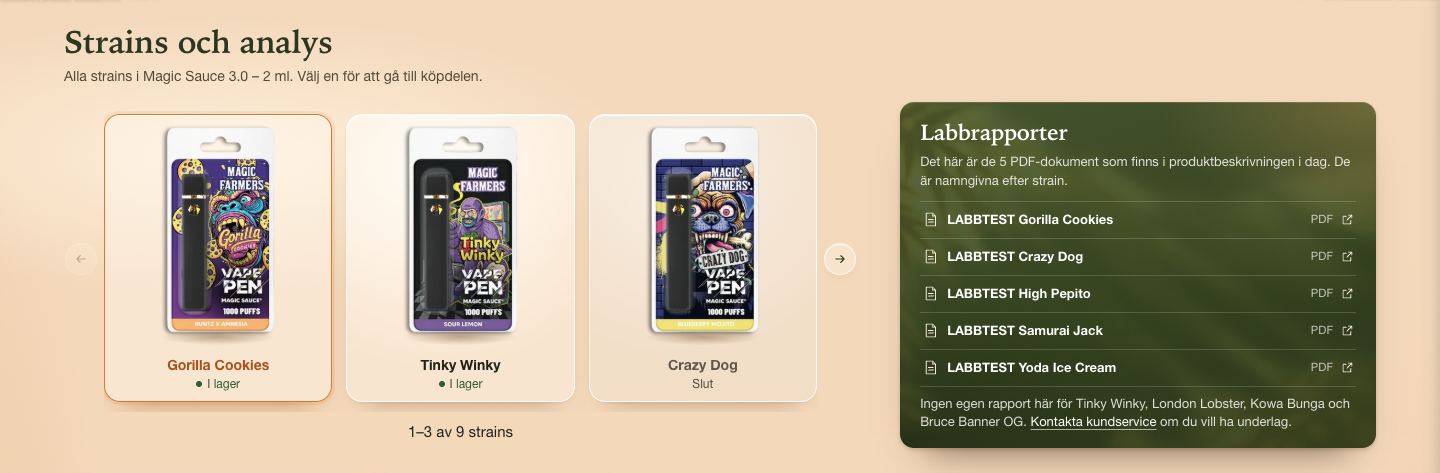 Strains och analys
Alla strains i Magic Sauce 3.0 – 2 ml. Välj en för att gå till köpdelen.
MAGIC
FARMERS
Gorilla
COOKIES
VAPE
PEN
MAGIC SAUCE
1000 PUFFS
RUNTZ X AMNESIA
Gorilla Cookies
I lager
MAGIC
FARMERS
Tinky
Winky
VAPE
PEN
MAGIC SAUCE
1000 PUFFS
SOUR LEMON
Tinky Winky
I lager
MAGIC
FARMERS
CRAZY DOG
VAPE
PEN
MAGIC SAUCE
1000 PUFFS
BLUEBERRY MOJITO
Crazy Dog
Slut
1–3 av 9 strains
Labbrapporter
Det här är de 5 PDF-dokument som finns i produktbeskrivningen i dag. De
är namngivna efter strain.
LABBTEST Gorilla Cookies PDF
LABBTEST Crazy Dog PDF
LABBTEST High Pepito PDF
LABBTEST Samurai Jack PDF
LABBTEST Yoda Ice Cream PDF
Ingen egen rapport här för Tinky Winky, London Lobster, Kowa Bunga och
Bruce Banner OG. Kontakta kundservice om du vill ha underlag.